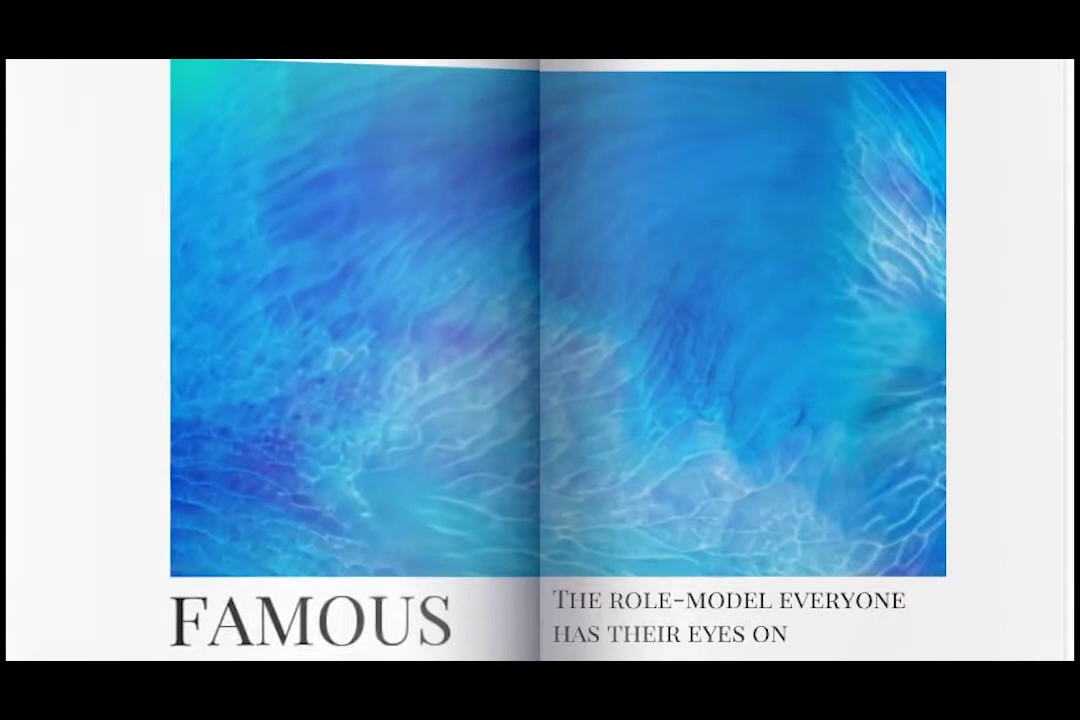 FAMOUS
THE ROLE-MODEL EVERYONE
HAS THEIR EYES ON